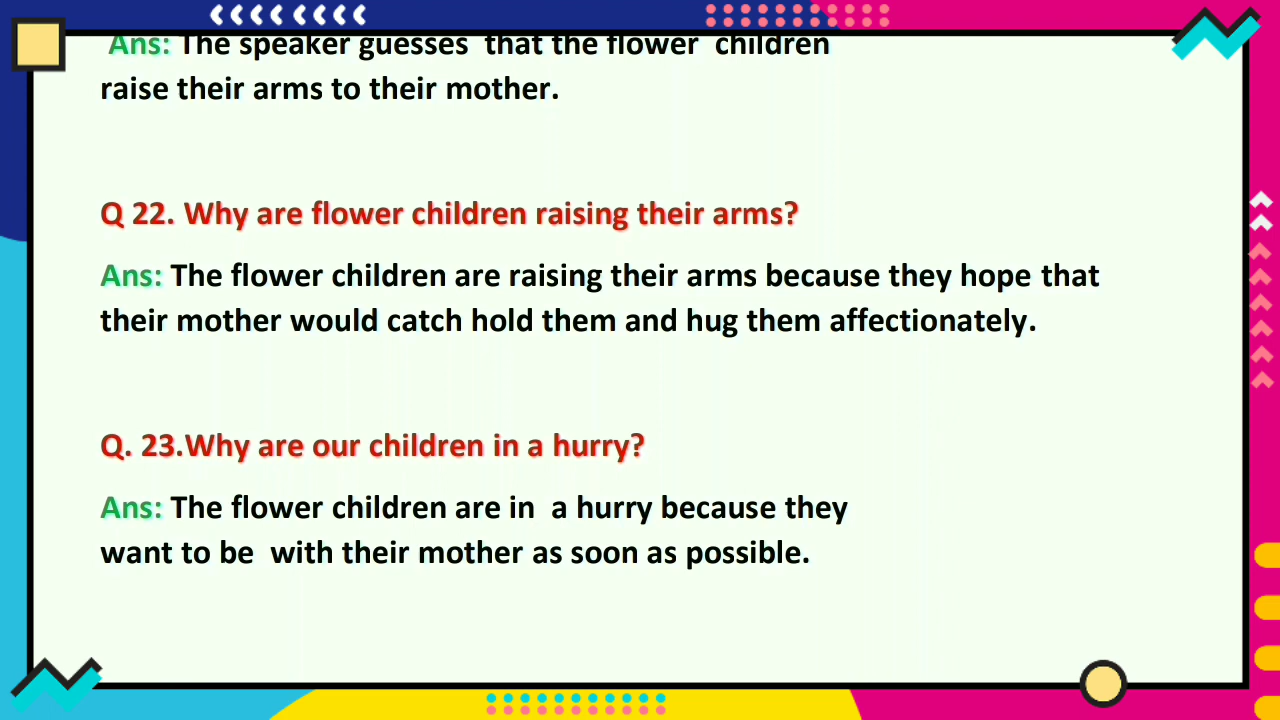 Ans: The speaker guesses  that the flower  children
raise their arms to their mother.
Q 22. Why are flower children raising their arms?
Ans: The flower children are raising their arms because they hope that
their mother would catch hold them and hug them affectionately.
Q. 23.Why are our children in a hurry?
Ans: The flower children are in  a hurry because they
want to be  with their mother as soon as possible.